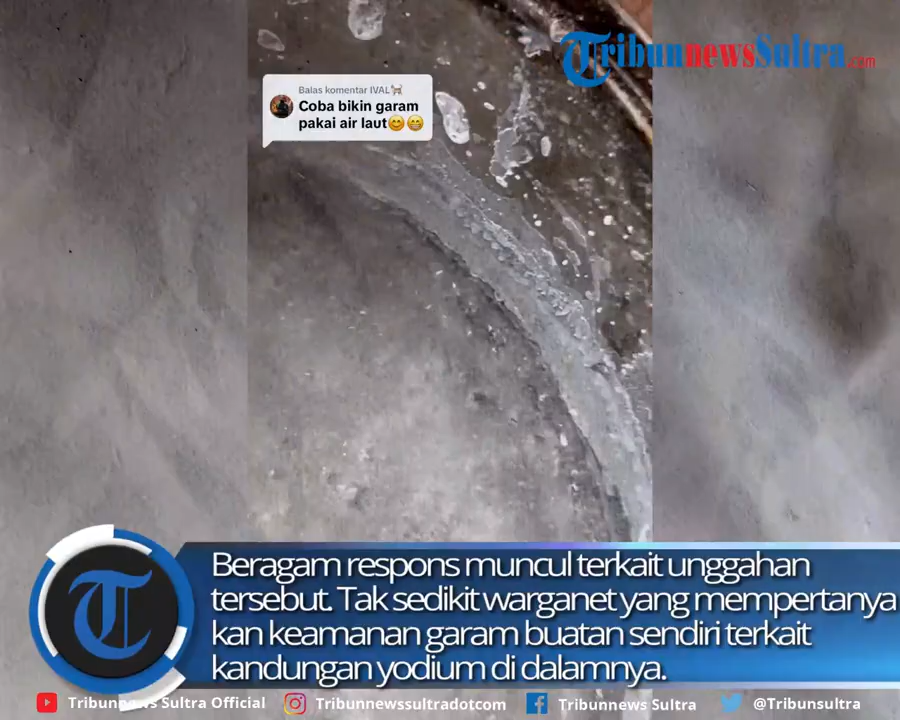 TribunnewsSultra.com
Balas komentar IVAL🐈
Coba bikin garam
pakai air laut😊😁
Beragam respons muncul terkait unggahan
tersebut. Tak sedikit warganet yang mempertanya
kan keamanan garam buatan sendiri terkait
kandungan yodium di dalamnya.
Tribunnews Sultra Official
Tribunnewssultradotcom
Tribunnews Sultra
@Tribunsultra